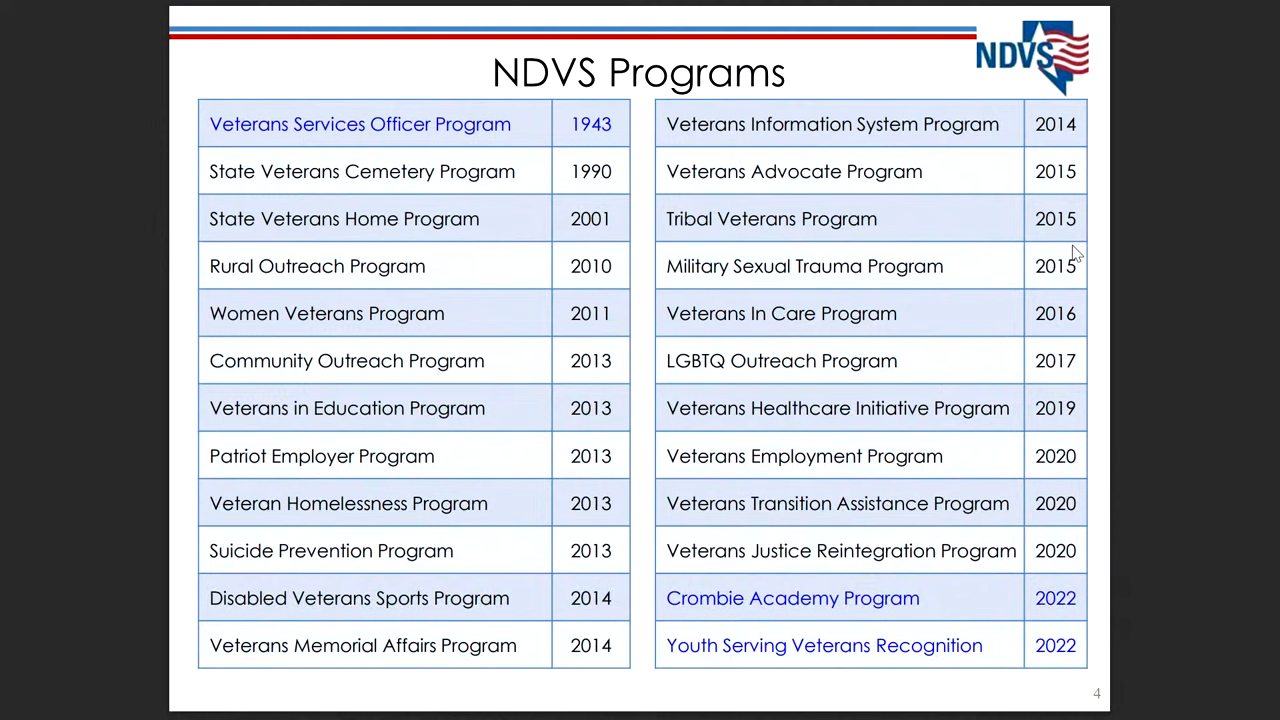 NDVS
NDVS Programs
Veterans Services Officer Program 1943
State Veterans Cemetery Program 1990
State Veterans Home Program 2001
Rural Outreach Program 2010
Women Veterans Program 2011
Community Outreach Program 2013
Veterans in Education Program 2013
Patriot Employer Program 2013
Veteran Homelessness Program 2013
Suicide Prevention Program 2013
Disabled Veterans Sports Program 2014
Veterans Memorial Affairs Program 2014
Veterans Information System Program 2014
Veterans Advocate Program 2015
Tribal Veterans Program 2015
Military Sexual Trauma Program 2015
Veterans In Care Program 2016
LGBTQ Outreach Program 2017
Veterans Healthcare Initiative Program 2019
Veterans Employment Program 2020
Veterans Transition Assistance Program 2020
Veterans Justice Reintegration Program 2020
Crombie Academy Program 2022
Youth Serving Veterans Recognition 2022
4